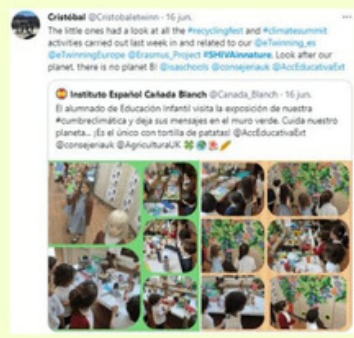 Cristóbal @Cristobaletwinn · 16 jun.
The little ones had a look at all the #recyclingfest and #climatesummit
activities carried out last week in and related to our @eTwinning_es
@eTwinningEurope @Erasmus_Project #SHIVAinnature. Look after our
planet, there is no planet B! @isaschools @consejeriauk @AccEducativaExt
Instituto Español Cañada Blanch @Canada_Blanch · 16 jun.
El alumnado de Educación Infantil visita la exposición de nuestra
#cumbreclimática y deja sus mensajes en el muro verde. Cuida nuestro
planeta... ¡Es el único con tortilla de patatas! @AccEducativaExt
@consejeriauk @AgriculturaUK